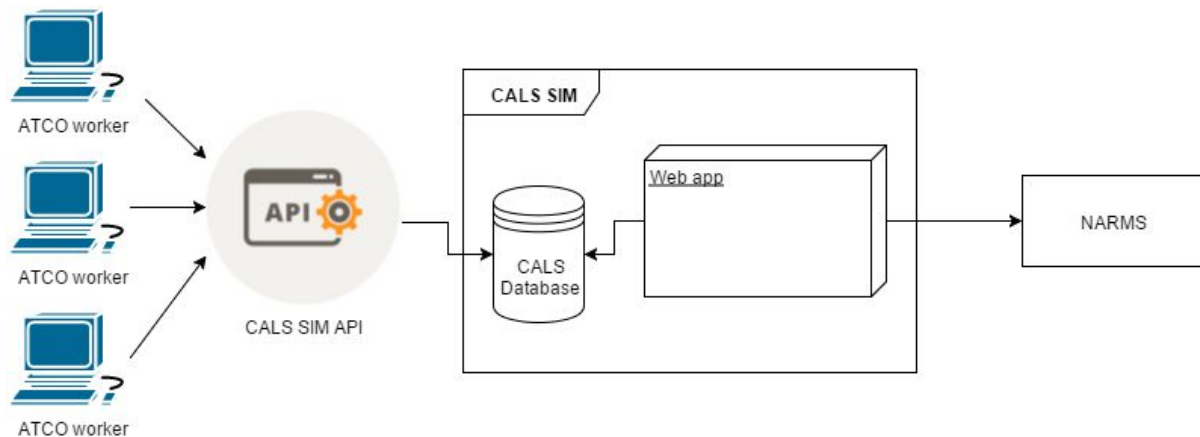 ATCO worker
ATCO worker
ATCO worker
API
CALS SIM API
CALS SIM
CALS
Database
Web app
NARMS